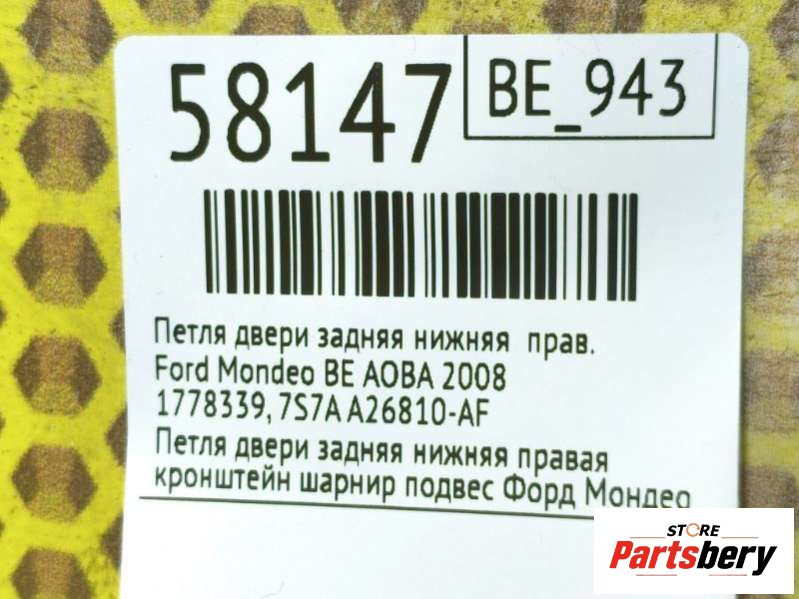 58147
BE_943
Петля двери задняя нижняя прав.
Ford Mondeo BE AOBA 2008
1778339, 7S7A A26810-AF
Петля двери задняя нижняя правая
кронштейн шарнир подвес Форд Мондео
STORE
Partsbery